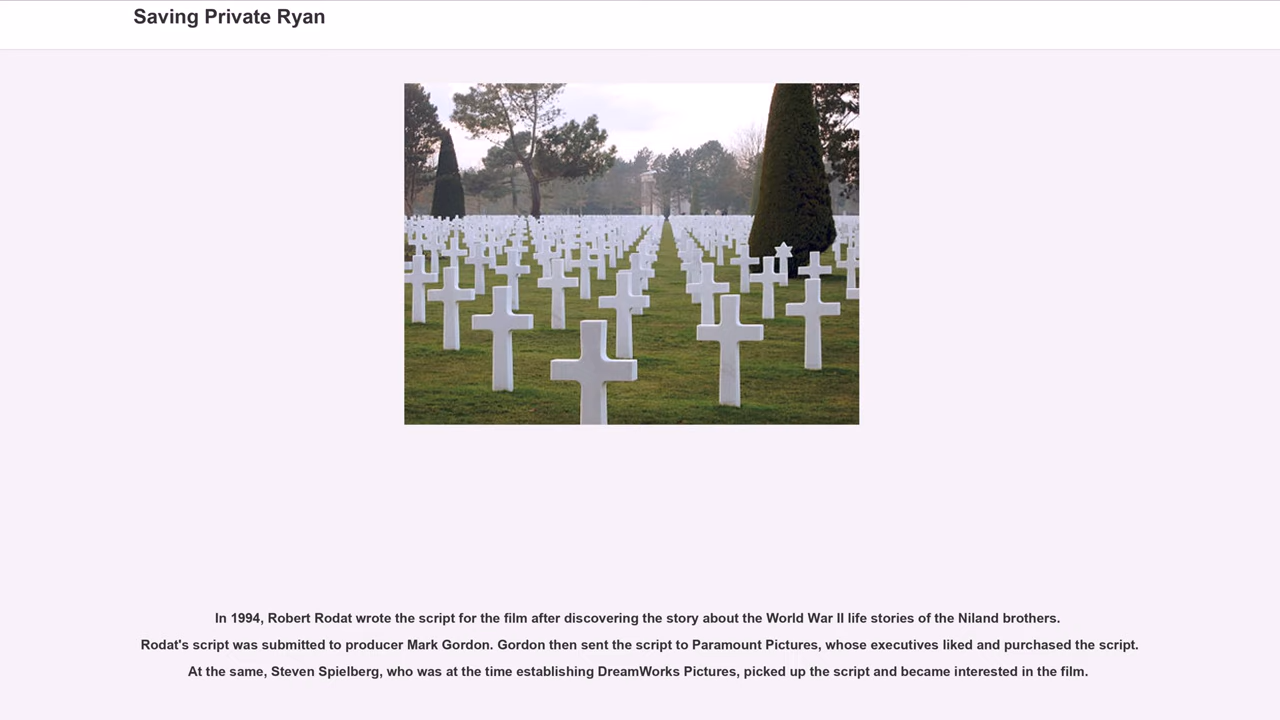 Saving Private Ryan
In 1994, Robert Rodat wrote the script for the film after discovering the story about the World War II life stories of the Niland brothers.
Rodat's script was submitted to producer Mark Gordon. Gordon then sent the script to Paramount Pictures, whose executives liked and purchased the script.
At the same, Steven Spielberg, who was at the time establishing DreamWorks Pictures, picked up the script and became interested in the film.